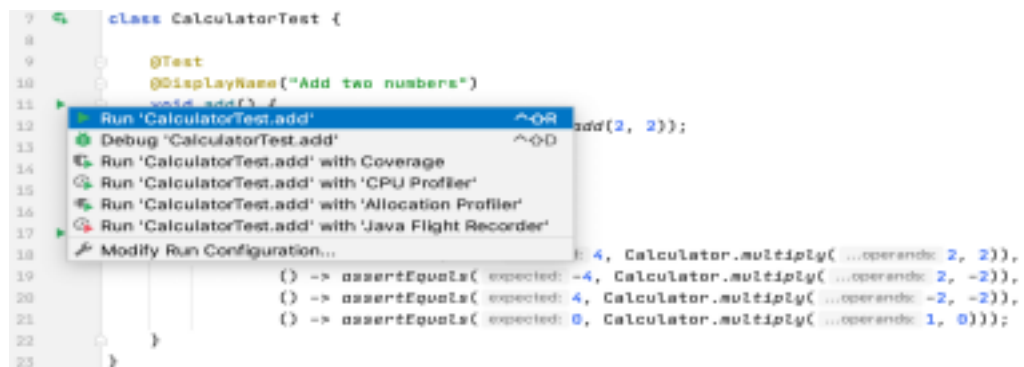 7 class CalculatorTest {
8
9 @Test
10 @DisplayName("Add two numbers")
11 void add() {
Run 'CalculatorTest.add' ^⇧R
12 add(2, 2));
Debug 'CalculatorTest.add' ^⇧D
13
Run 'CalculatorTest.add' with Coverage
14
Run 'CalculatorTest.add' with 'CPU Profiler'
15
Run 'CalculatorTest.add' with 'Allocation Profiler'
16
Run 'CalculatorTest.add' with 'Java Flight Recorder'
17
Modify Run Configuration...
18 4, Calculator.multiply( ...operands: 2, 2)),
19 () -> assertEquals( expected: -4, Calculator.multiply( ...operands: 2, -2)),
20 () -> assertEquals( expected: 4, Calculator.multiply( ...operands: -2, -2)),
21 () -> assertEquals( expected: 0, Calculator.multiply( ...operands: 1, 0)));
22 }
23 }